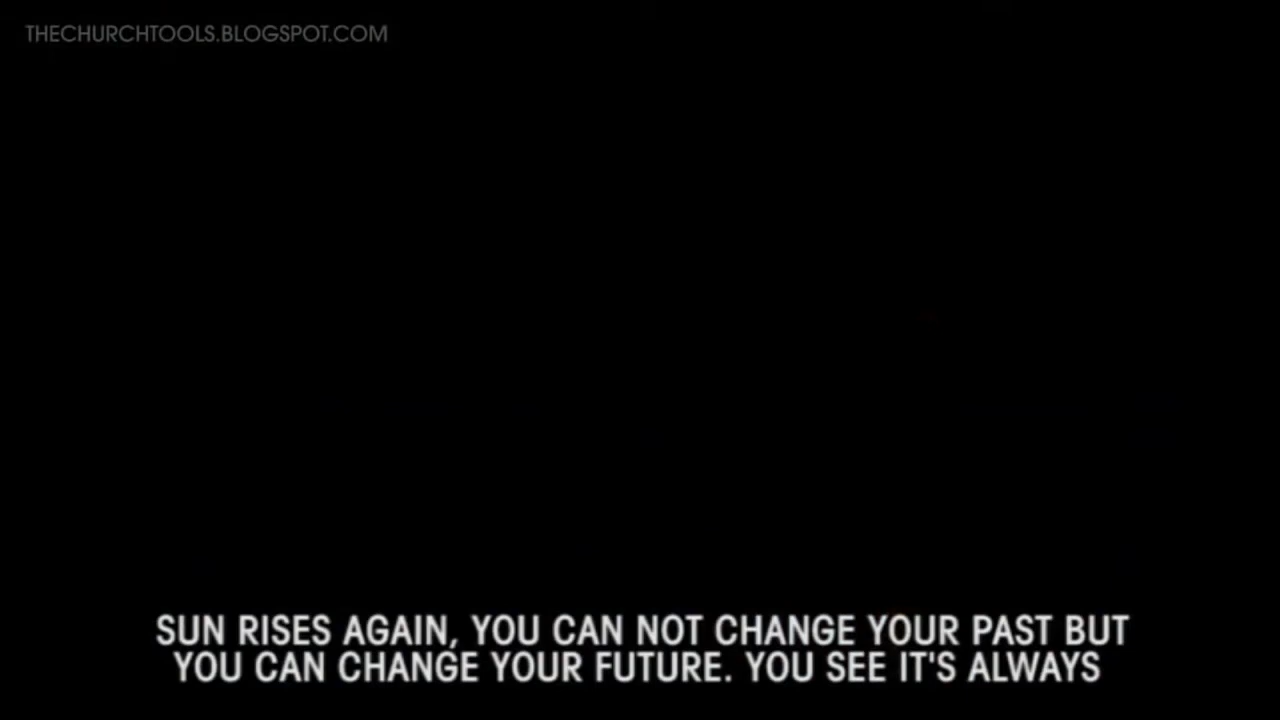 THECHURCHTOOLS.BLOGSPOT.COM
SUN RISES AGAIN, YOU CAN NOT CHANGE YOUR PAST BUT
YOU CAN CHANGE YOUR FUTURE. YOU SEE IT'S ALWAYS